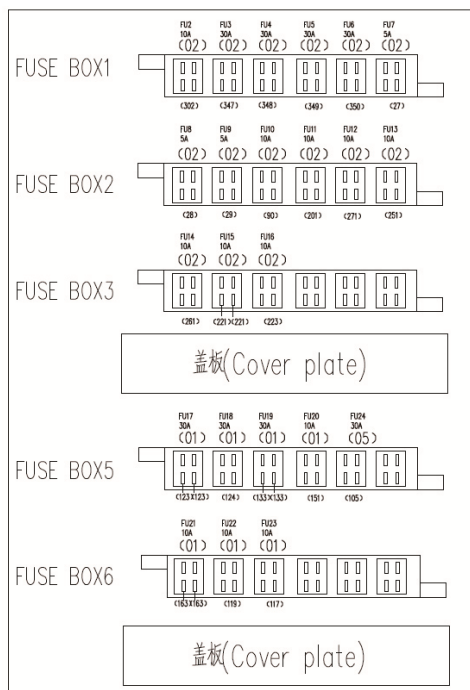 FU2 FU3 FU4 FU5 FU6 FU7
10A 30A 30A 30A 30A 5A
(02) (02) (02) (02) (02) (02)
FUSE BOX1
(302) (347) (348) (349) (350) (27)
FU8 FU9 FU10 FU11 FU12 FU13
5A 5A 10A 10A 10A 10A
(02) (02) (02) (02) (02) (02)
FUSE BOX2
(28) (29) (90) (201) (271) (251)
FU14 FU15 FU16
10A 10A 10A
(02) (02) (02)
FUSE BOX3
(261) (221)(221) (223)
盖板(Cover plate)
FU17 FU18 FU19 FU20 FU24
30A 30A 30A 10A 30A
(01) (01) (01) (01) (05)
FUSE BOX5
(123)(123) (124) (133)(133) (151) (105)
FU21 FU22 FU23
10A 10A 10A
(01) (01) (01)
FUSE BOX6
(163)(163) (119) (117)
盖板(Cover plate)